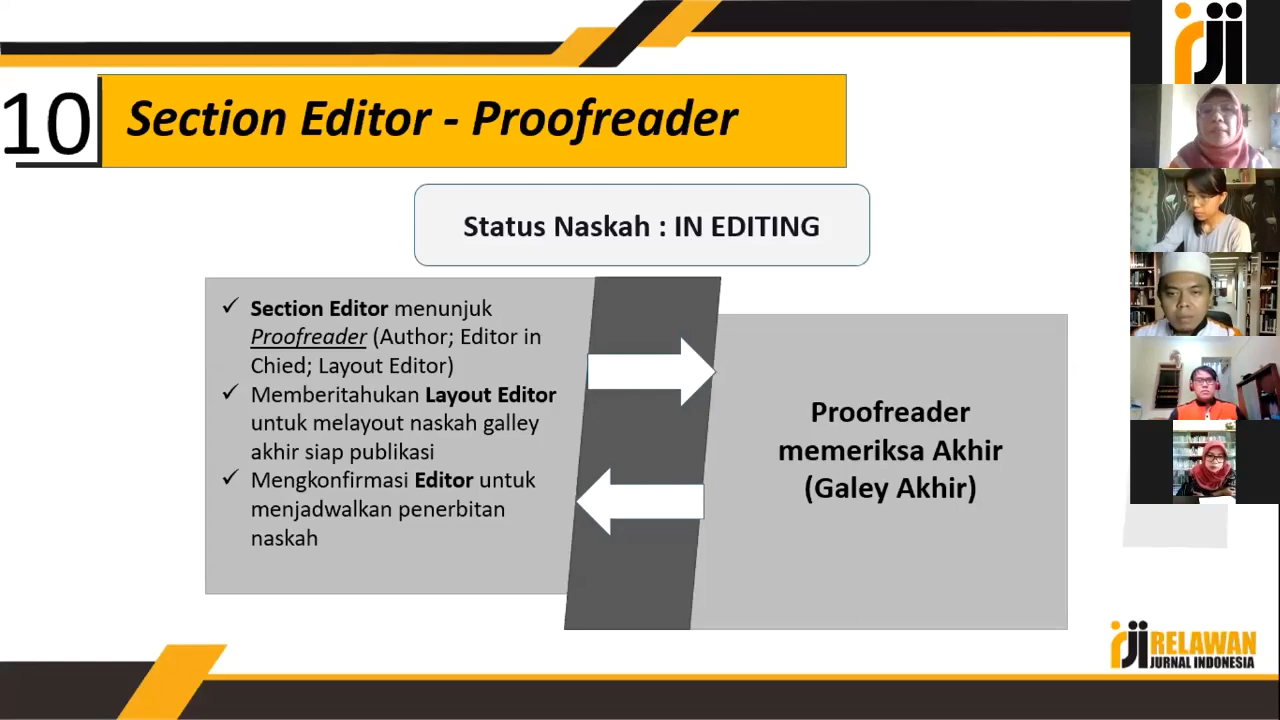 10
Section Editor - Proofreader
Status Naskah : IN EDITING
✓ Section Editor menunjuk
Proofreader (Author; Editor in
Chied; Layout Editor)
✓ Memberitahukan Layout Editor
untuk melayout naskah galley
akhir siap publikasi
✓ Mengkonfirmasi Editor untuk
menjadwalkan penerbitan
naskah
Proofreader
memeriksa Akhir
(Galey Akhir)
rji
rji RELAWAN
JURNAL INDONESIA